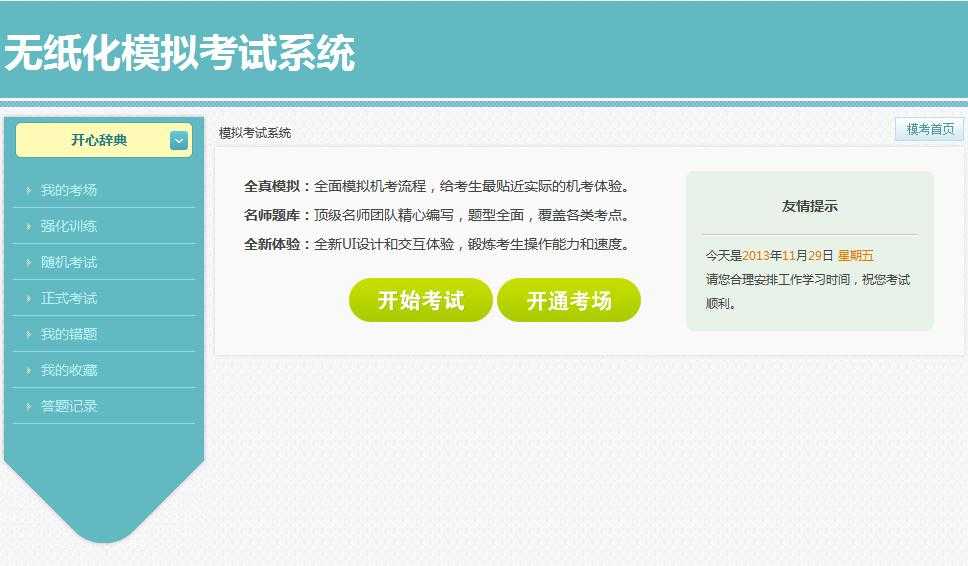 无纸化模拟考试系统
开心辞典
我的考场
强化训练
随机考试
正式考试
我的错题
我的收藏
答题记录
模拟考试系统
模考首页
全真模拟：全面模拟机考流程，给考生最贴近实际的机考体验。
名师题库：顶级名师团队精心编写，题型全面，覆盖各类考点。
全新体验：全新UI设计和交互体验，锻炼考生操作能力和速度。
开始考试
开通考场
友情提示
今天是2013年11月29日 星期五
请您合理安排工作学习时间，祝您考试
顺利。